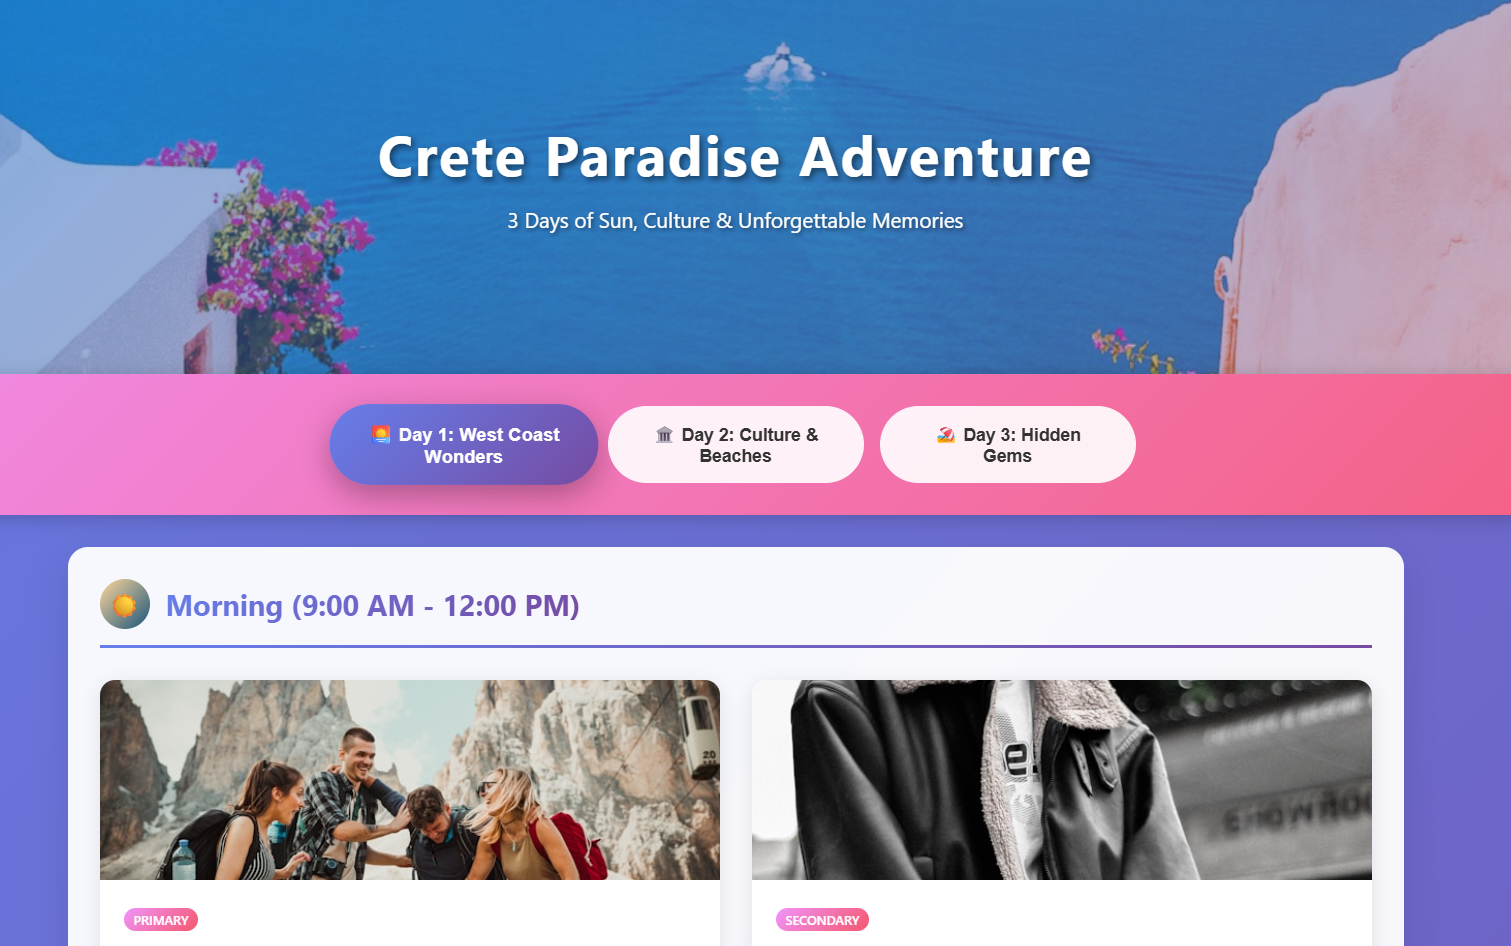 Crete Paradise Adventure
3 Days of Sun, Culture & Unforgettable Memories
Day 1: West Coast
Wonders
Day 2: Culture &
Beaches
Day 3: Hidden
Gems
Morning (9:00 AM - 12:00 PM)
20
PRIMARY
SECONDARY